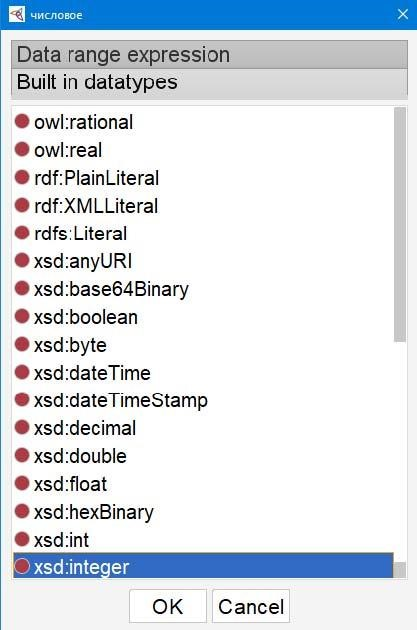 числовое
Data range expression
Built in datatypes
owl:rational
owl:real
rdf:PlainLiteral
rdf:XMLLiteral
rdfs:Literal
xsd:anyURI
xsd:base64Binary
xsd:boolean
xsd:byte
xsd:dateTime
xsd:dateTimeStamp
xsd:decimal
xsd:double
xsd:float
xsd:hexBinary
xsd:int
xsd:integer
OK Cancel